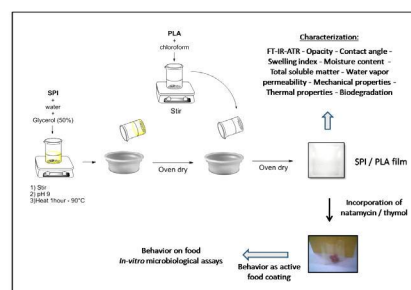 PLA
+
chloroform
Stir
SPI
+
water
+
Glycerol (50%)
1) Stir
2) pH 9
3)Heat 1hour - 90°C
Oven dry
Oven dry
Characterization:
FT-IR-ATR - Opacity - Contact angle -
Swelling index - Moisture content -
Total soluble matter - Water vapor
permeability - Mechanical properties -
Thermal properties - Biodegradation
SPI / PLA film
Incorporation of
natamycin / thymol
Behavior as active
food coating
Behavior on food
In-vitro microbiological assays